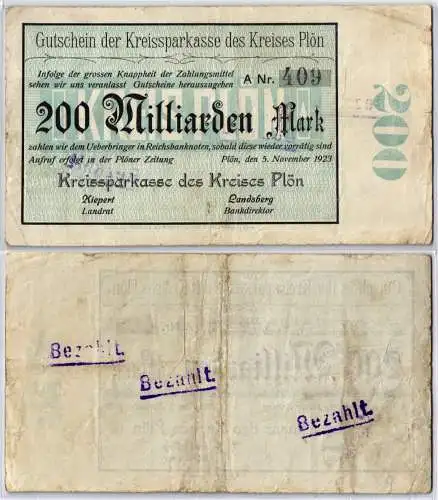 Gutschein der Kreissparkasse des Kreises Plön
Infolge der grossen Knappheit der Zahlungsmittel
sehen wir uns veranlasst Gutscheine herauszugeben
A Nr. 409
200 Milliarden Mark
zahlen wir dem Ueberbringer in Reichsbanknoten, sobald diese wieder vorrätig sind
Aufruf erfolgt in der Plöner Zeitung Plön, den 5. November 1923
Kreissparkasse des Kreises Plön
Kiepert Landsberg
Landrat Bankdirektor
200
Bezahlt.
Bezahlt.
Bezahlt.